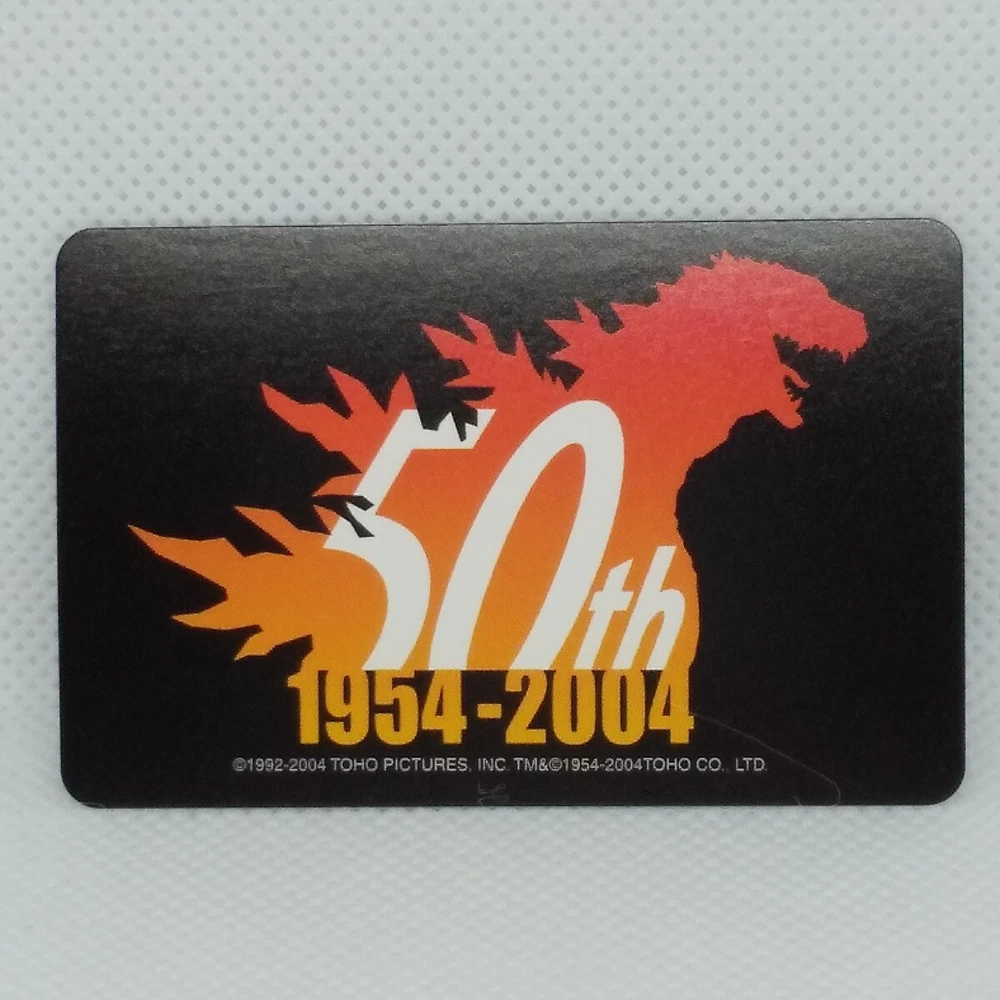 50th
1954-2004
©1992-2004 TOHO PICTURES, INC. TM&©1954-2004TOHO CO., LTD.